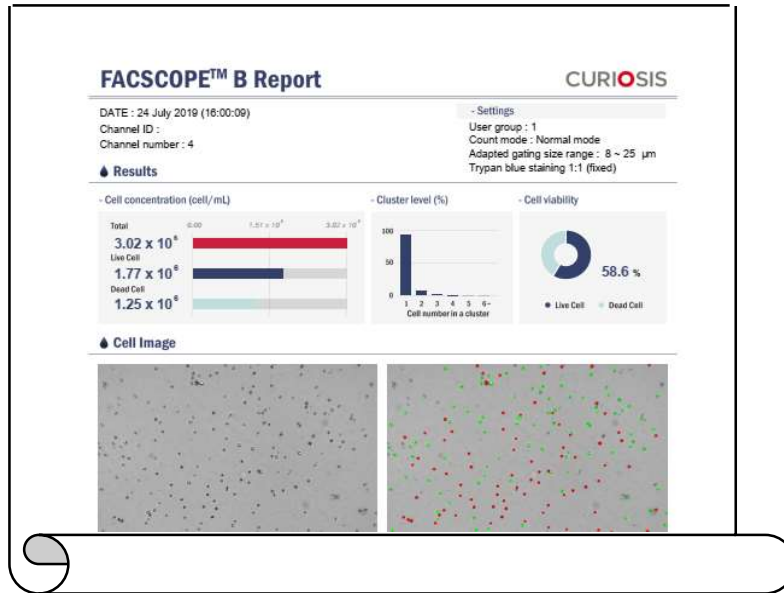 FACSCOPE™ B Report
CURIOSIS
DATE : 24 July 2019 (16:00:09)
Channel ID :
Channel number : 4
- Settings
User group : 1
Count mode : Normal mode
Adapted gating size range : 8 ~ 25 μm
Trypan blue staining 1:1 (fixed)
Results
- Cell concentration (cell/mL)
Total
0.00 1.51 x 10⁶ 3.02 x 10⁶
3.02 x 10⁶
Live Cell
1.77 x 10⁶
Dead Cell
1.25 x 10⁶
- Cluster level (%)
100
50
0
1 2 3 4 5 6~
Cell number in a cluster
- Cell viability
58.6 %
Live Cell Dead Cell
Cell Image